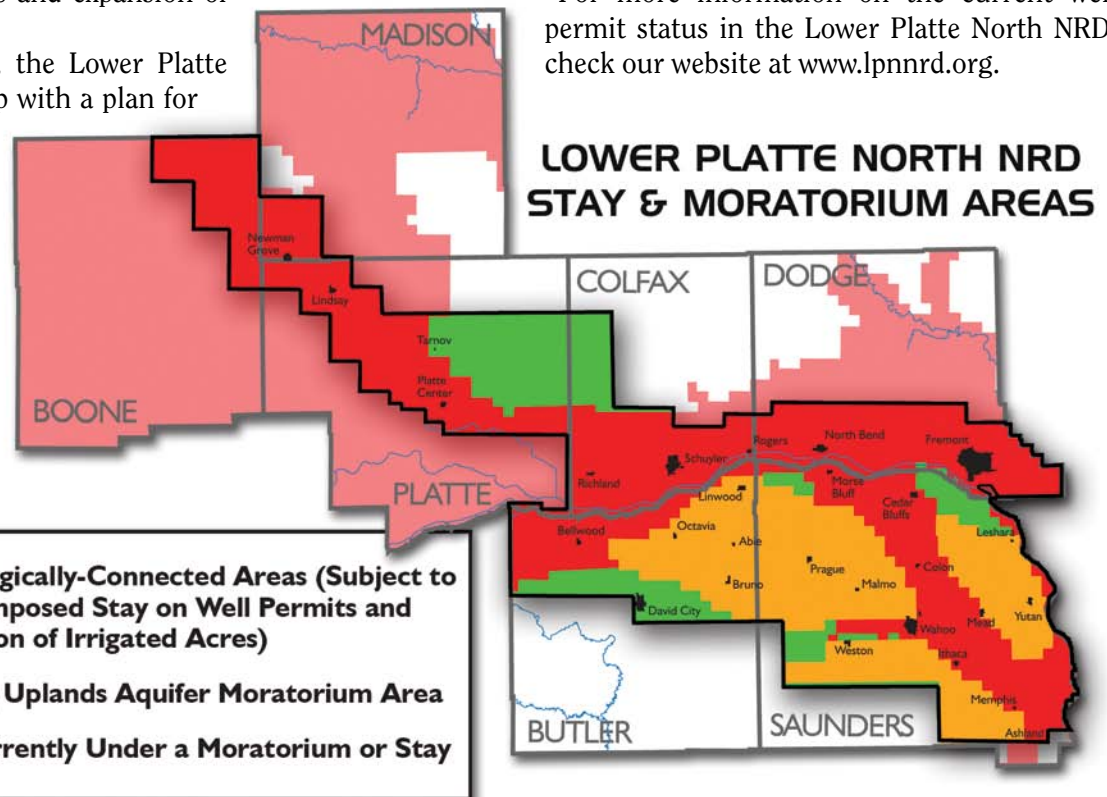 s and expansion of
the Lower Platte
with a plan for
For more information on the current well
permit status in the Lower Platte North NRD
check our website at www.lpnnrd.org.
LOWER PLATTE NORTH NRD
STAY & MORATORIUM AREAS
MADISON
BOONE
Newman
Grove
Lindsay
COLFAX
DODGE
Tarnov
Platte
Center
PLATTE
Richland
Schuyler
Rogers
North Bend
Fremont
Linwood
Morse
Bluff
Cedar
Bluffs
Bellwood
Octavia
Abie
Leshara
Prague
Colon
Bruno
Malmo
David City
Wahoo
Mead
Yutan
Weston
Ithaca
Memphis
Ashland
BUTLER
SAUNDERS
gically-Connected Areas (Subject to
mposed Stay on Well Permits and
on of Irrigated Acres)
Uplands Aquifer Moratorium Area
rrently Under a Moratorium or Stay